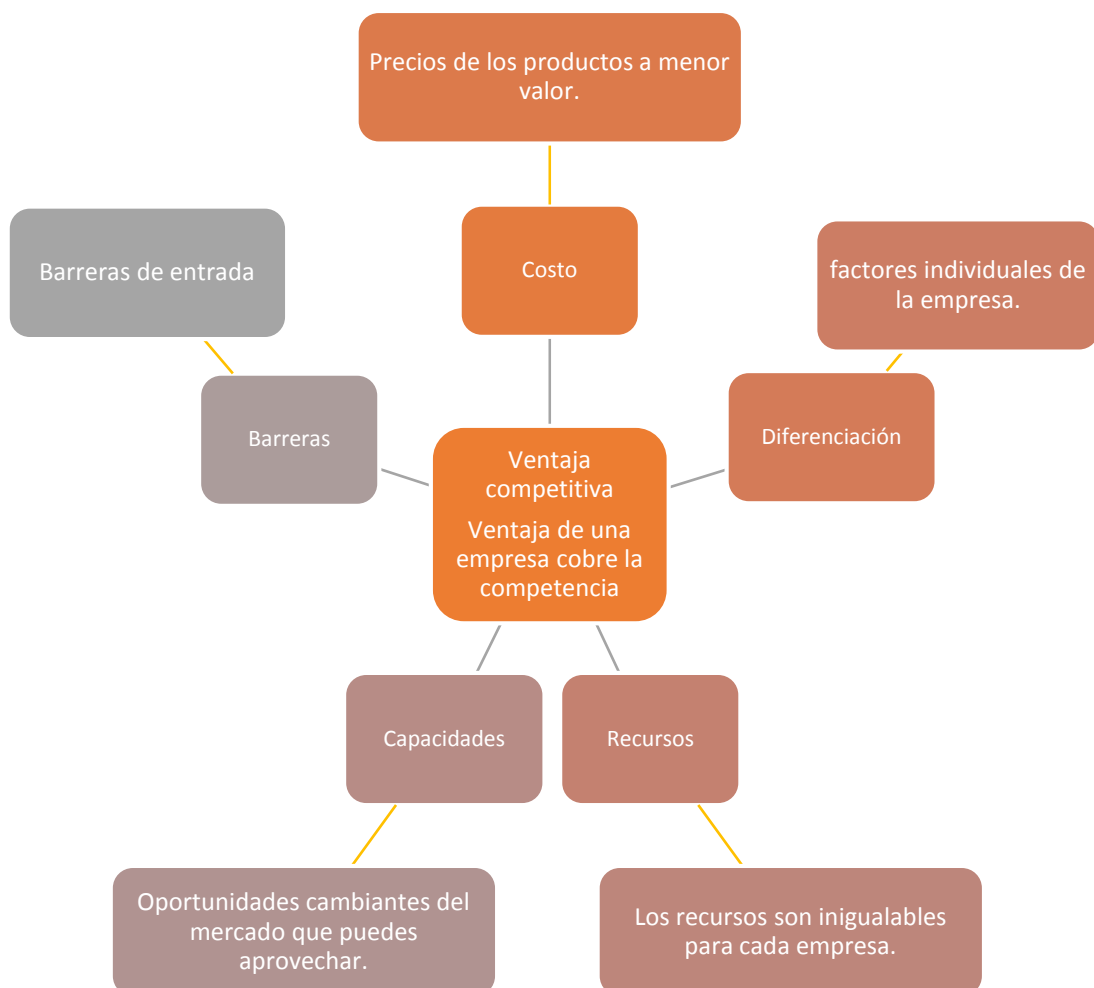 Precios de los productos a menor
valor.
Costo
Barreras de entrada
factores individuales de
la empresa.
Barreras
Diferenciación
Ventaja
competitiva
Ventaja de una
empresa cobre la
competencia
Capacidades
Recursos
Oportunidades cambiantes del
mercado que puedes
aprovechar.
Los recursos son inigualables
para cada empresa.